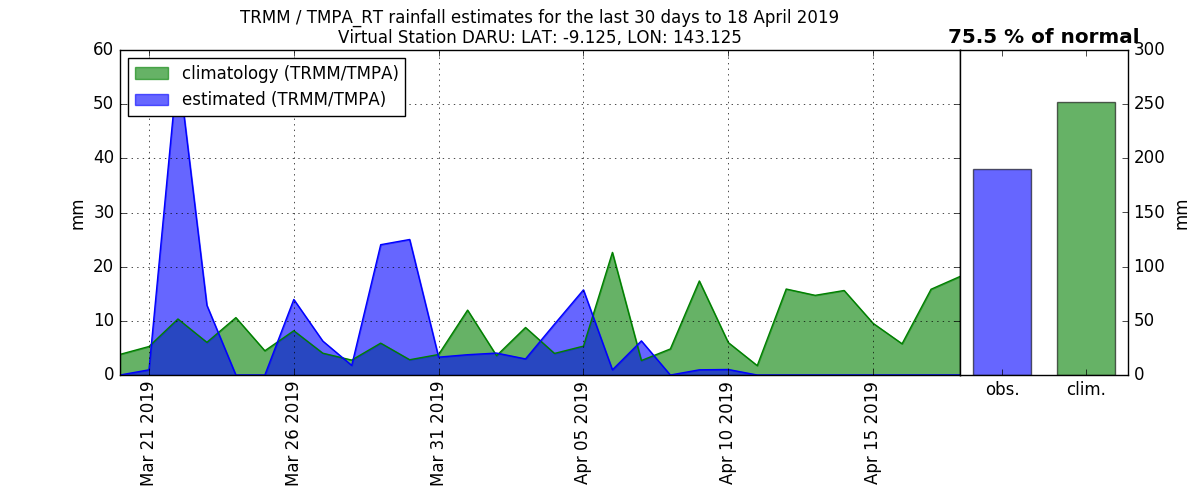 TRMM / TMPA_RT rainfall estimates for the last 30 days to 18 April 2019
Virtual Station DARU: LAT: -9.125, LON: 143.125
75.5 % of normal
climatology (TRMM/TMPA)
estimated (TRMM/TMPA)
60
50
40
30
20
10
0
mm
300
250
200
150
100
50
0
mm
Mar 21 2019
Mar 26 2019
Mar 31 2019
Apr 05 2019
Apr 10 2019
Apr 15 2019
obs.
clim.